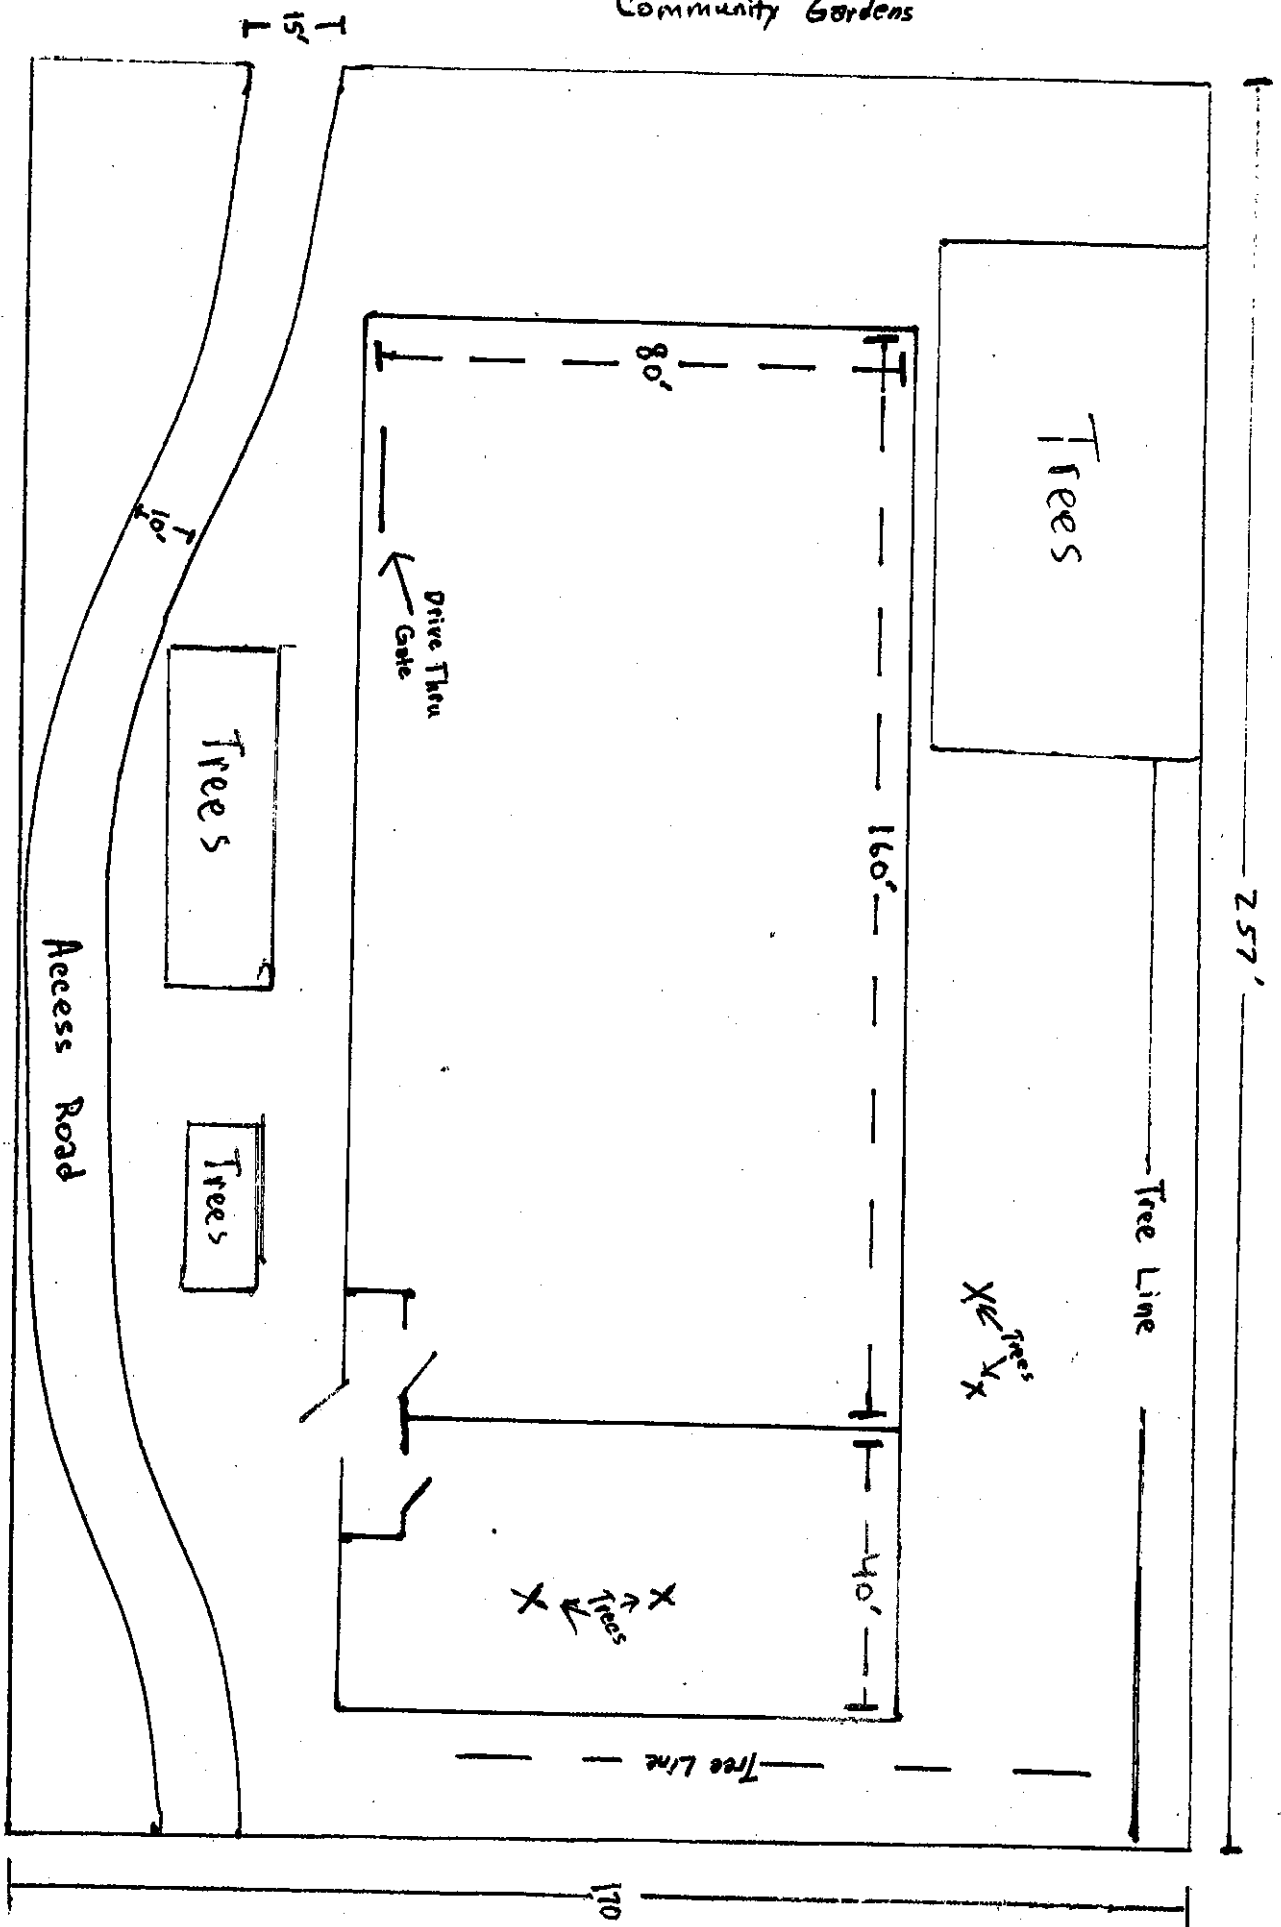 Community Gardens
15'
257'
Trees
80'
160'
10'
Drive Thru
Gate
Trees
Access Road
Trees
Tree Line
Trees
X
X
40'
X
X
Trees
Tree Line
170